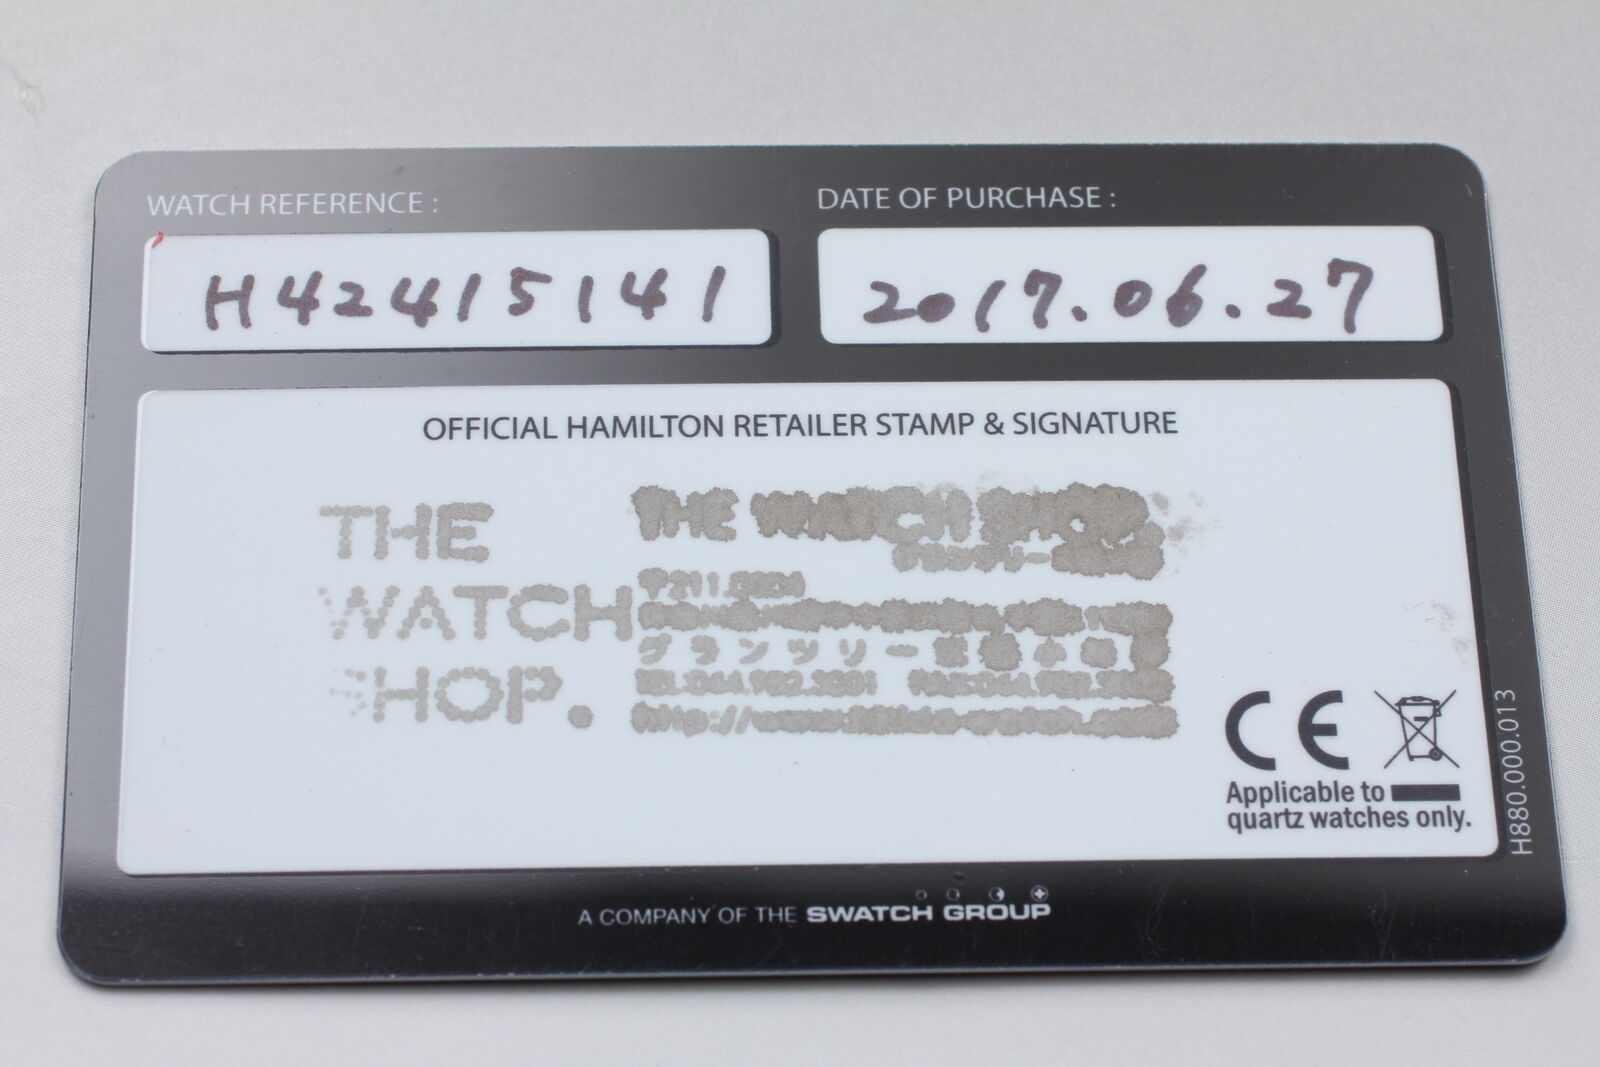 WATCH REFERENCE :
H42415141
DATE OF PURCHASE :
2017.06.27
OFFICIAL HAMILTON RETAILER STAMP & SIGNATURE
THE
WATCH
SHOP.
THE WATCH SHOP
〒211.0004
グランツリー
CE
Applicable to
quartz watches only.
H880.000.013
A COMPANY OF THE SWATCH GROUP